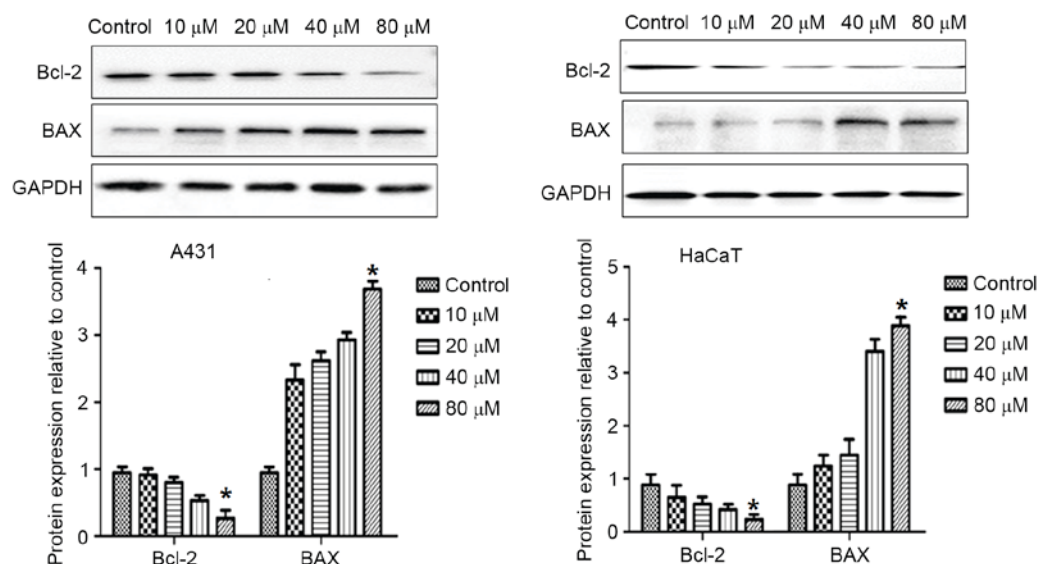 Control 10 μM 20 μM 40 μM 80 μM
Bcl-2
BAX
GAPDH
A431
Protein expression relative to control
4
3
2
1
0
*
*
Bcl-2 BAX
Control
10 μM
20 μM
40 μM
80 μM
Control 10 μM 20 μM 40 μM 80 μM
Bcl-2
BAX
GAPDH
HaCaT
Protein expression relative to control
5
4
3
2
1
0
*
*
Bcl-2 BAX
Control
10 μM
20 μM
40 μM
80 μM